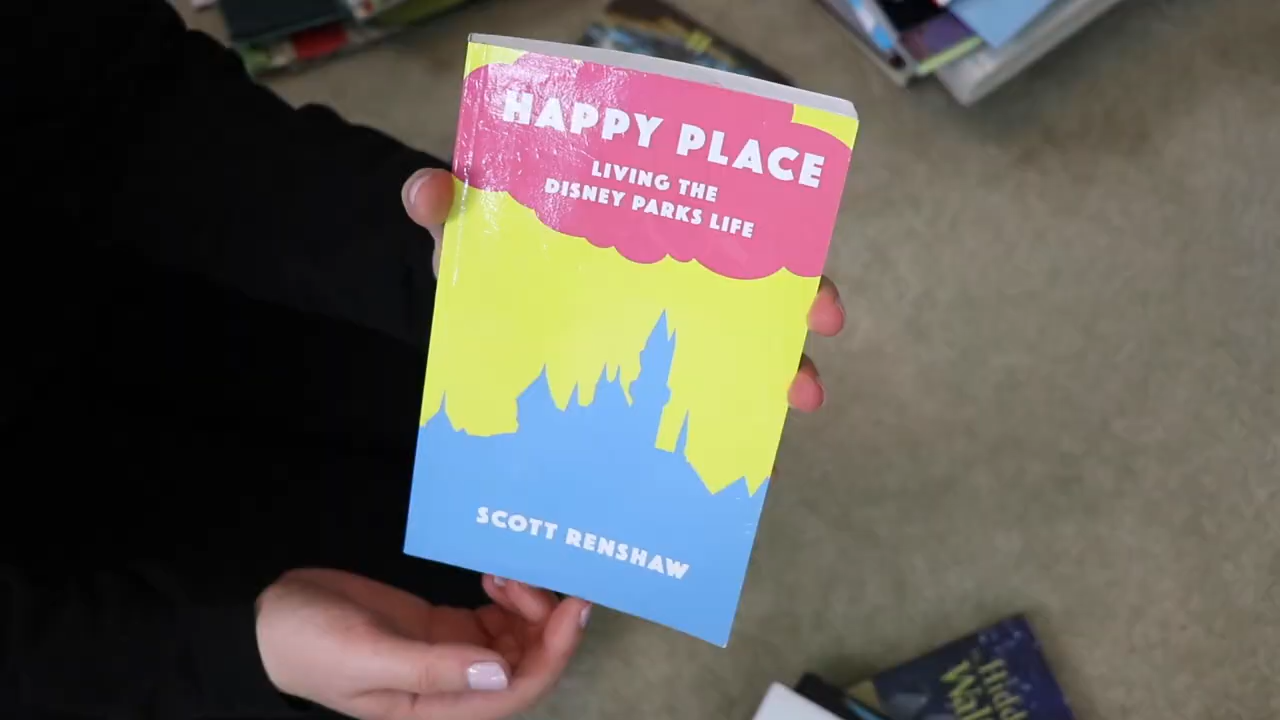 HAPPY PLACE
LIVING THE
DISNEY PARKS LIFE
SCOTT RENSHAW